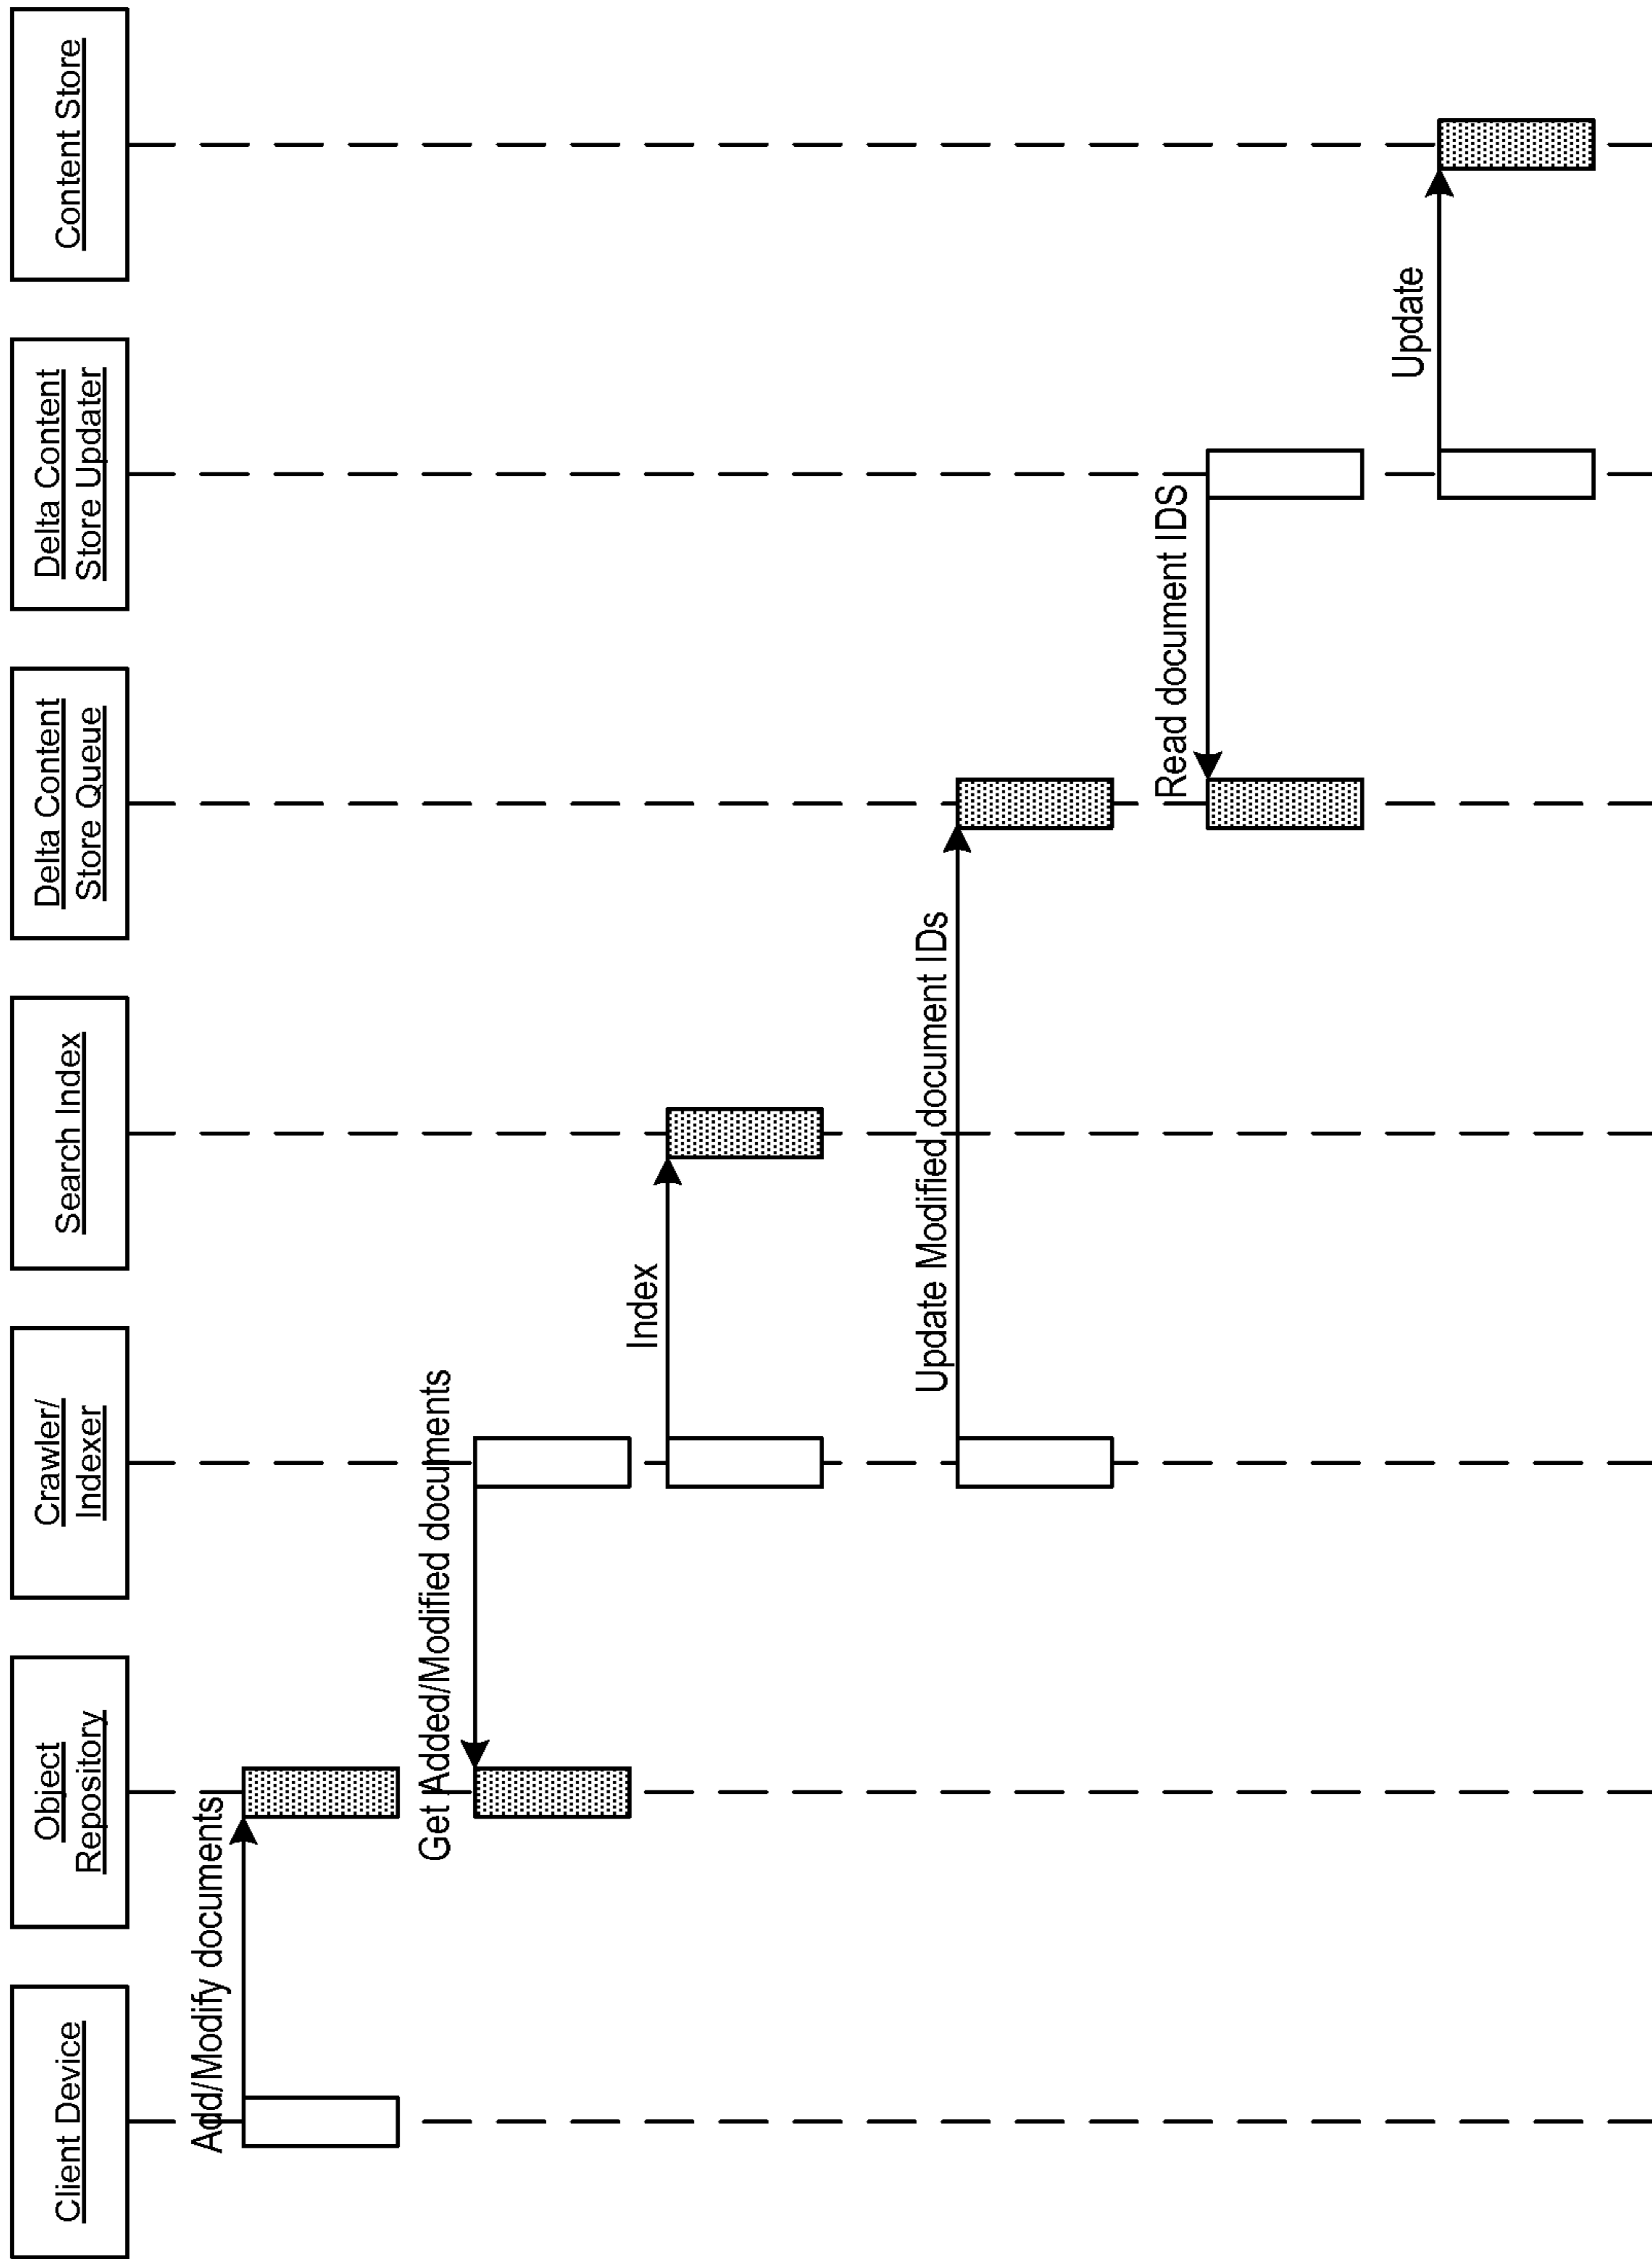 Client Device
Object
Repository
Crawler/
Indexer
Search Index
Delta Content
Store Queue
Delta Content
Store Updater
Content Store
Add/Modify documents
Get Added/Modified documents
Index
Update Modified document IDs
Read document IDS
Update